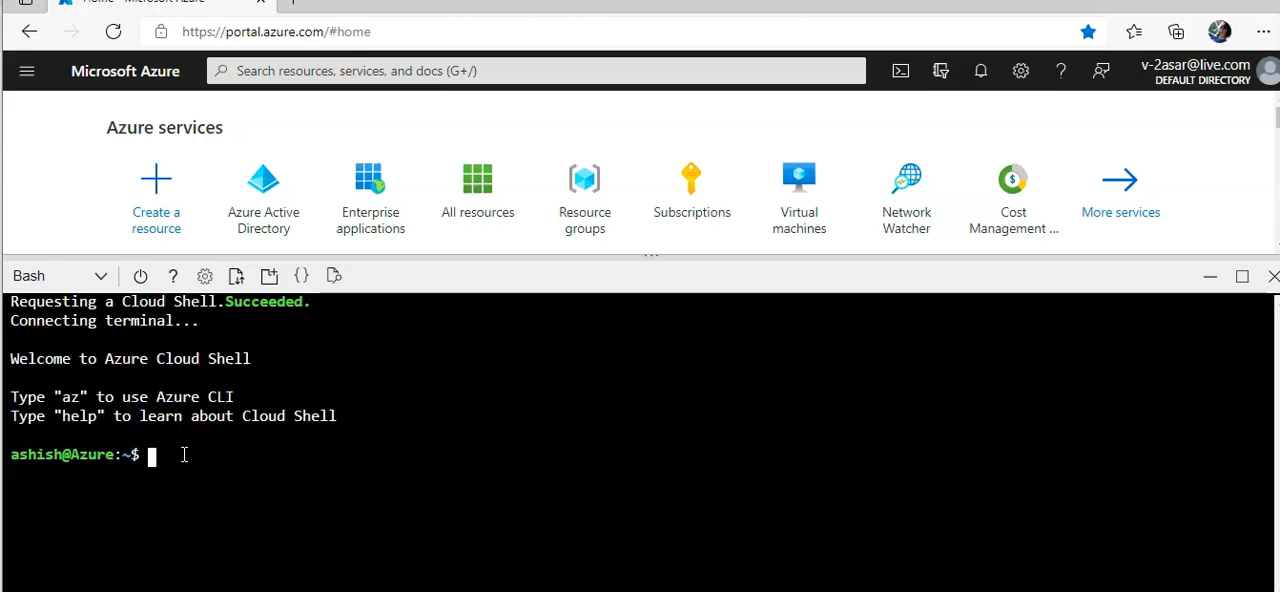 Home - Microsoft Azure
https://portal.azure.com/#home
Microsoft Azure
Search resources, services, and docs (G+/)
v-2asar@live.com
DEFAULT DIRECTORY
Azure services
Create a resource
Azure Active Directory
Enterprise applications
All resources
Resource groups
Subscriptions
Virtual machines
Network Watcher
Cost Management ...
More services
Bash
Requesting a Cloud Shell.Succeeded.
Connecting terminal...
Welcome to Azure Cloud Shell
Type "az" to use Azure CLI
Type "help" to learn about Cloud Shell
ashish@Azure:~$